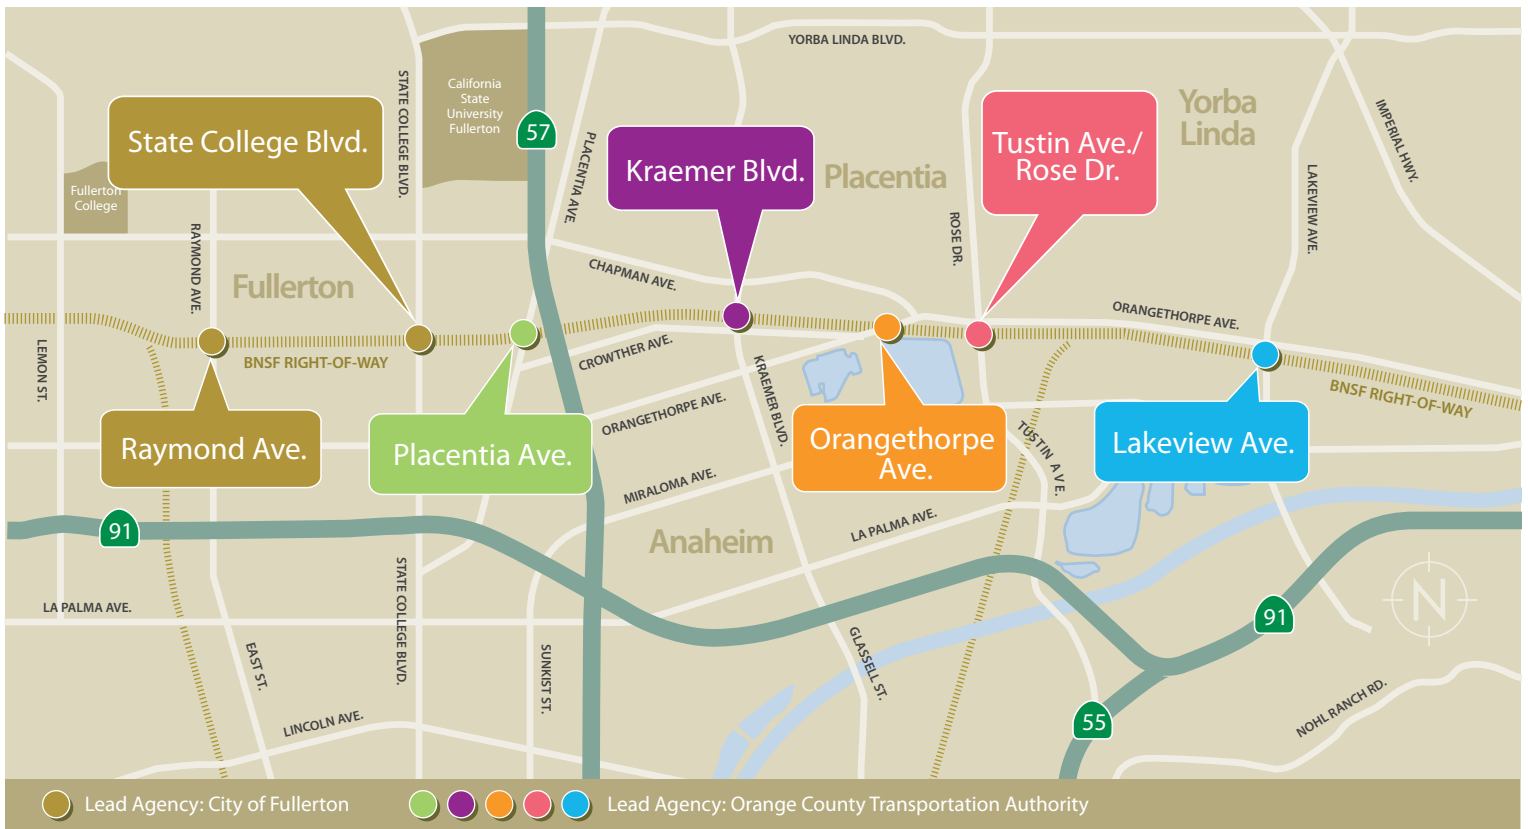 YORBA LINDA BLVD.
California
State
University
Fullerton
STATE COLLEGE BLVD.
57
PLACENTIA AVE.
Yorba
Linda
IMPERIAL HWY.
State College Blvd.
Kraemer Blvd.
Tustin Ave./
Rose Dr.
Placentia
Fullerton
College
LAKEVIEW AVE.
RAYMOND AVE.
ROSE DR.
CHAPMAN AVE.
Fullerton
ORANGETHORPE AVE.
LEMON ST.
BNSF RIGHT-OF-WAY
CROWTHER AVE.
KRAEMER BLVD.
BNSF RIGHT-OF-WAY
ORANGETHORPE AVE.
Raymond Ave.
Placentia Ave.
Orangethorpe
Ave.
TUSTIN AVE.
Lakeview Ave.
MIRALOMA AVE.
91
LA PALMA AVE.
Anaheim
STATE COLLEGE BLVD.
LA PALMA AVE.
N
91
EAST ST.
SUNKIST ST.
GLASSELL ST.
LINCOLN AVE.
55
NOHL RANCH RD.
Lead Agency: City of Fullerton
Lead Agency: Orange County Transportation Authority